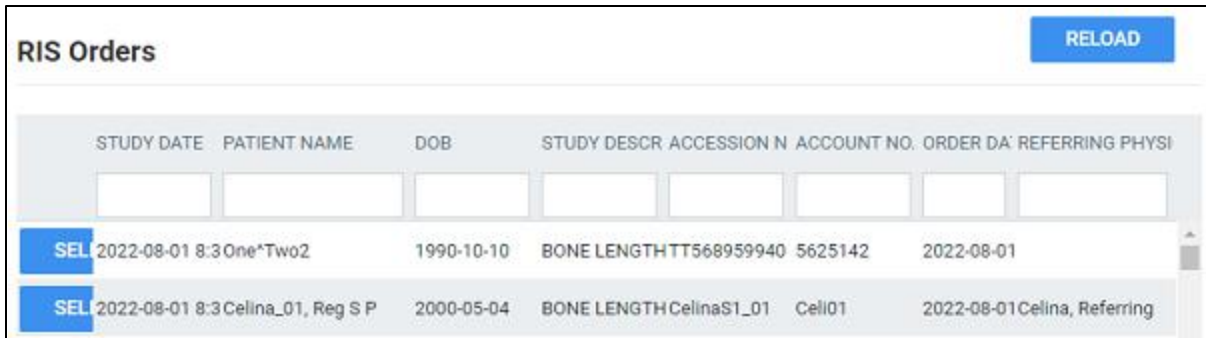 RIS Orders
RELOAD
STUDY DATE PATIENT NAME DOB STUDY DESCR ACCESSION N ACCOUNT NO. ORDER DA REFERRING PHYSI
SEL 2022-08-01 8:3 One^Two2 1990-10-10 BONE LENGTH TT568959940 5625142 2022-08-01
SEL 2022-08-01 8:3 Celina_01, Reg S P 2000-05-04 BONE LENGTH CelinaS1_01 Celi01 2022-08-01 Celina, Referring